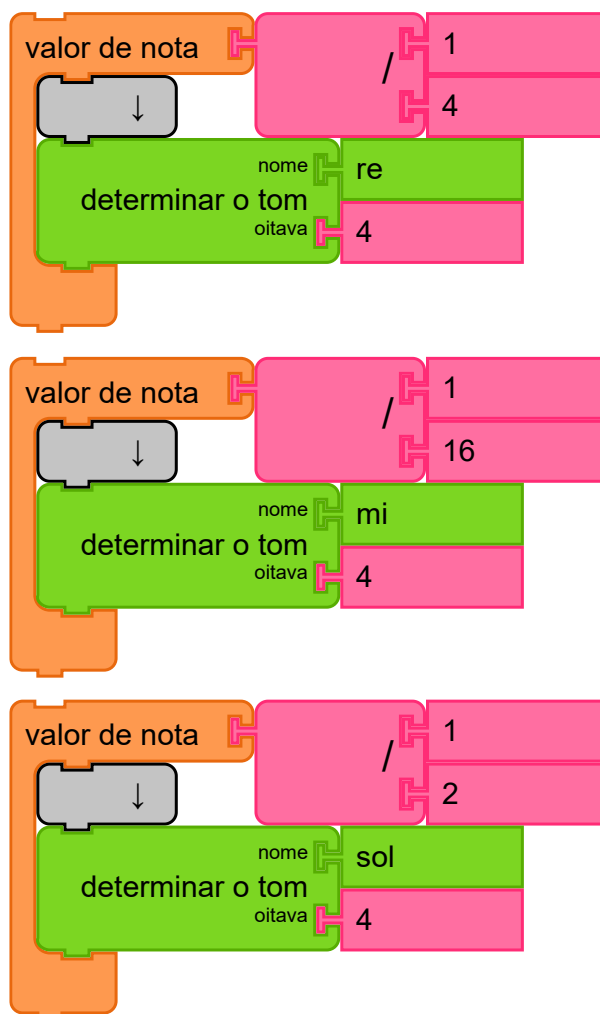 valor de nota / 1
4
↓
nome re
determinar o tom
oitava 4
valor de nota / 1
16
↓
nome mi
determinar o tom
oitava 4
valor de nota / 1
2
↓
nome sol
determinar o tom
oitava 4